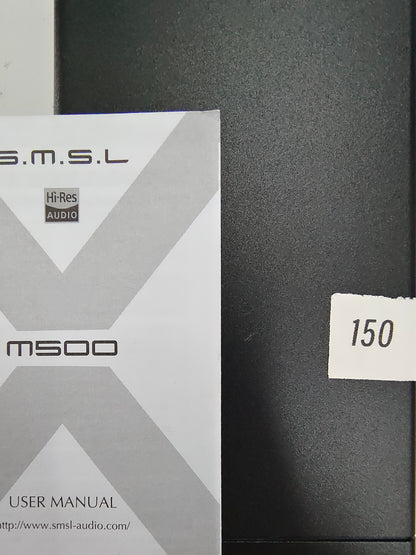 S.M.S.L
Hi-Res
AUDIO
M500
150
USER MANUAL
http://www.smsl-audio.com/